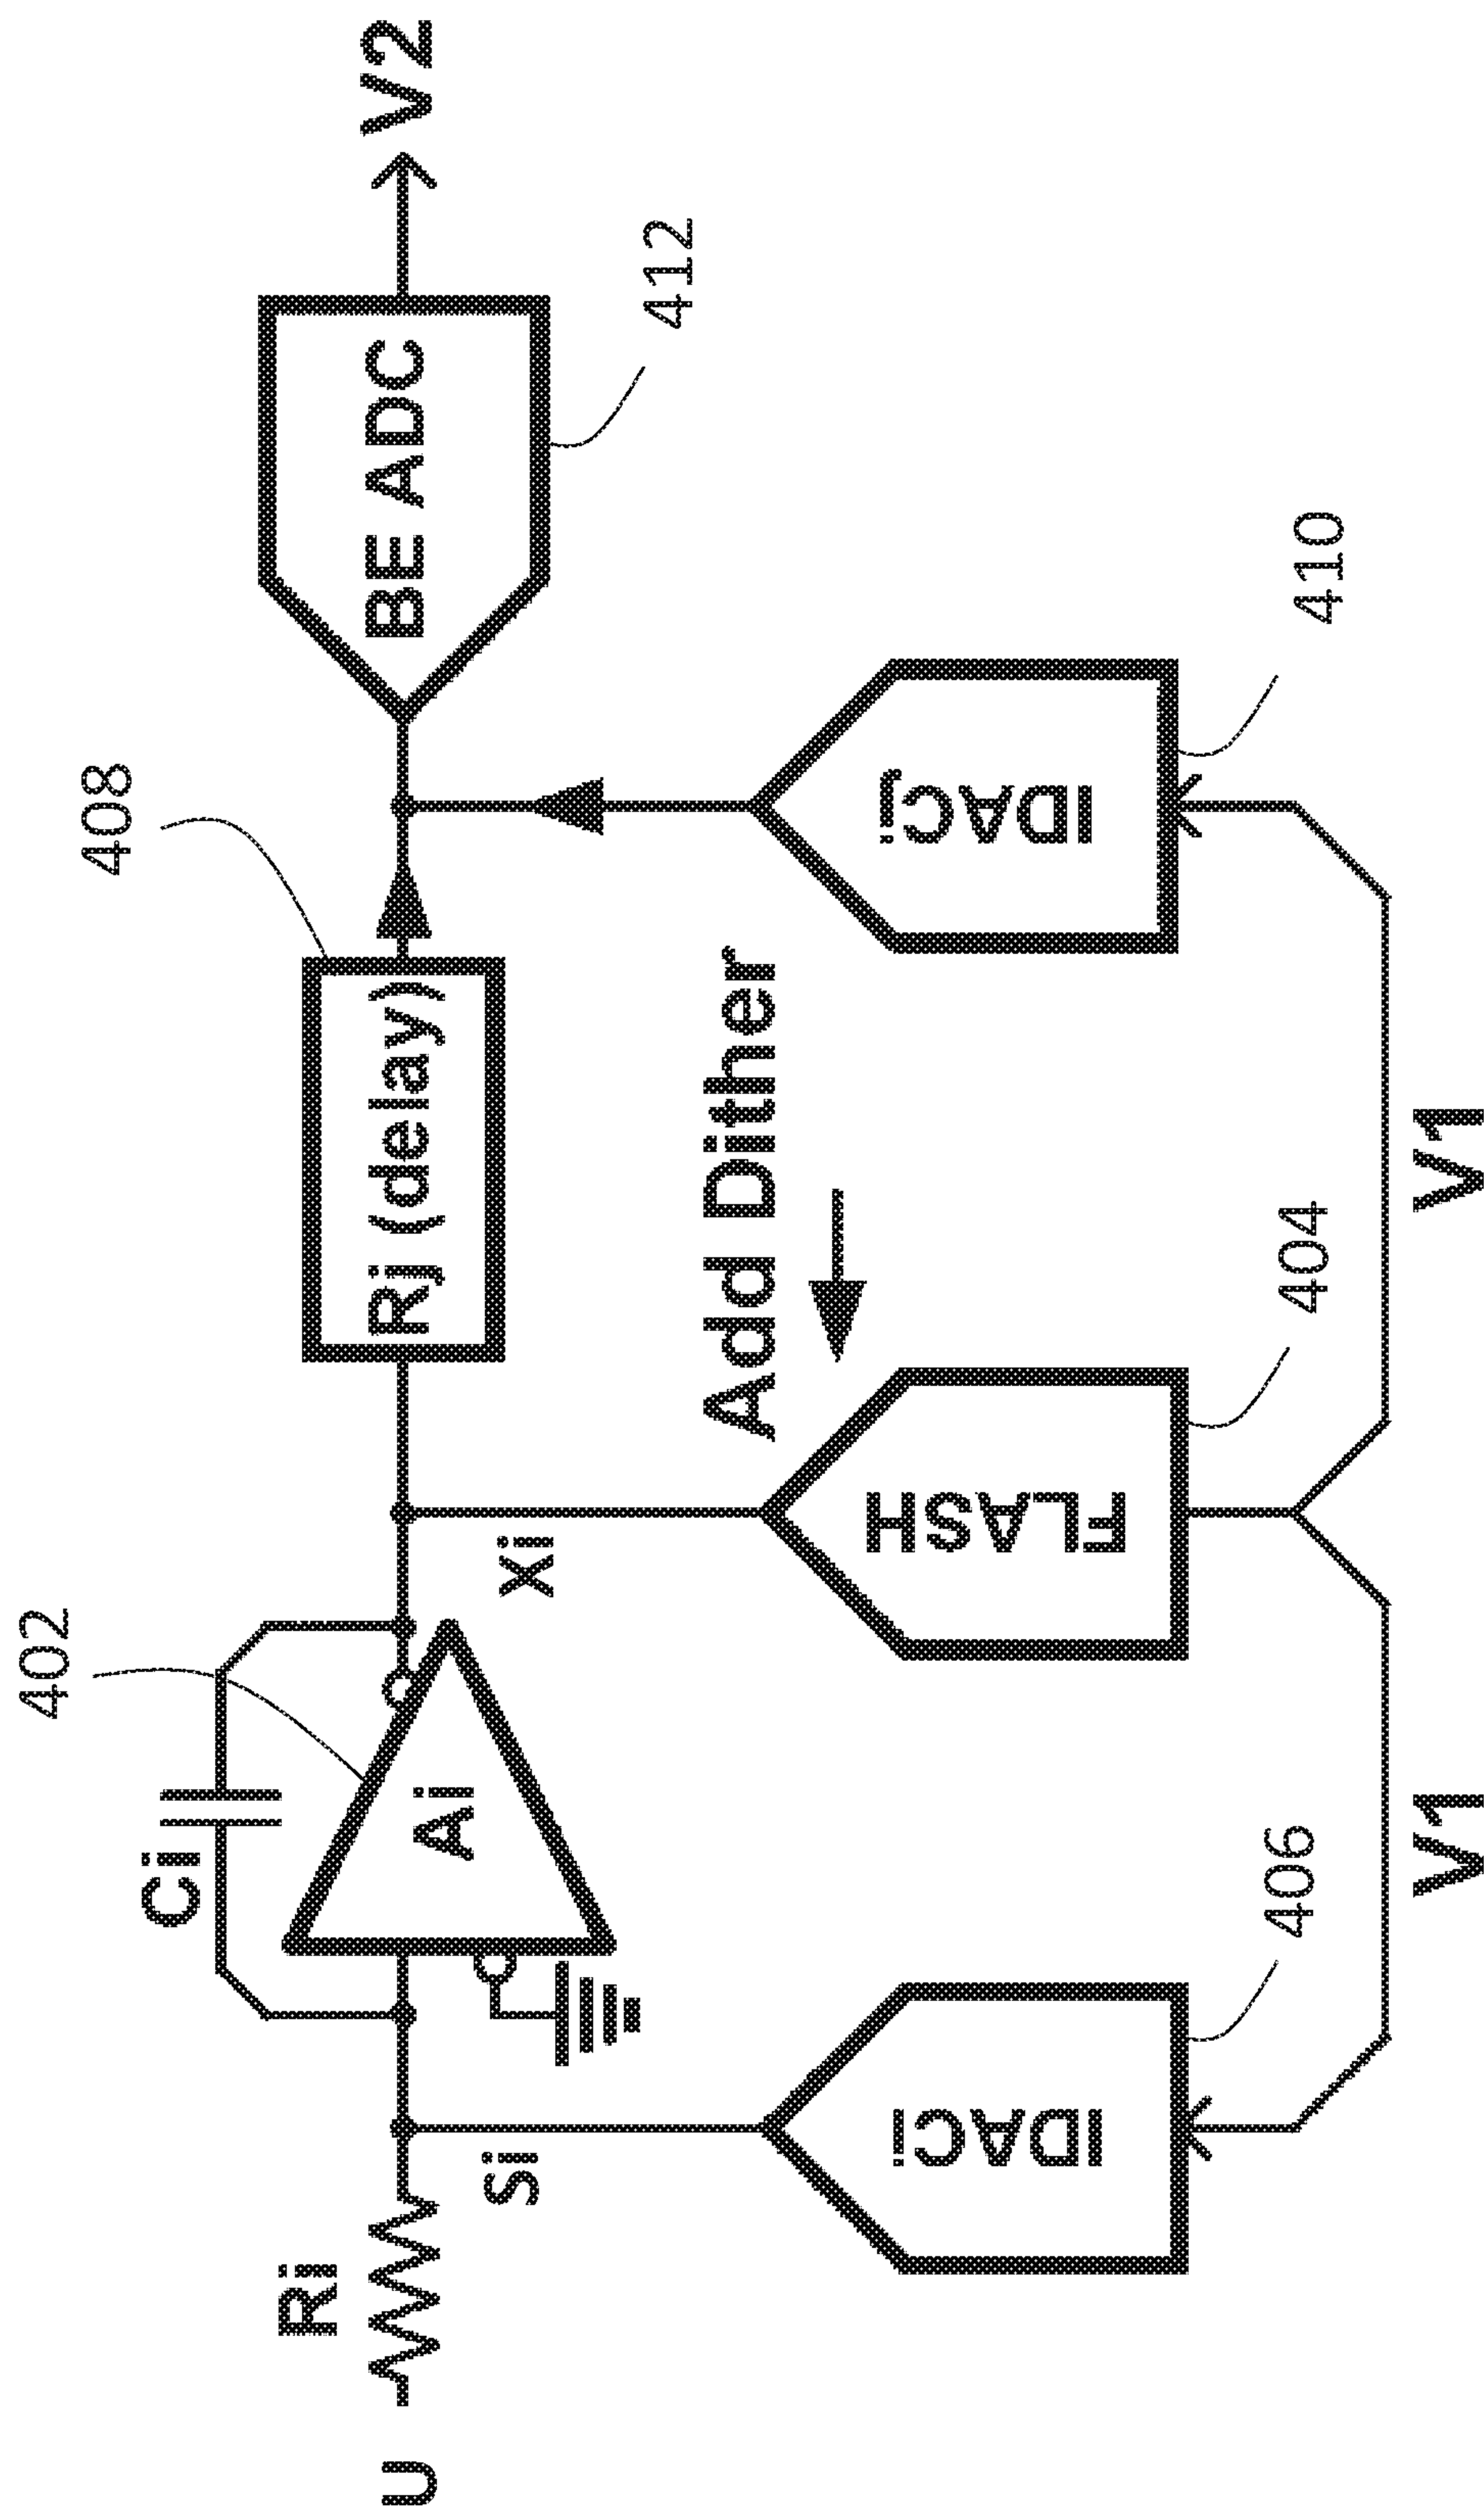 402
Ci
408
U
Ri
Si
Ai
Xi
Rj (delay)
BE ADC
V2
412
Add Dither
IDACi
FLASH
IDACj
406
404
410
V1
V1